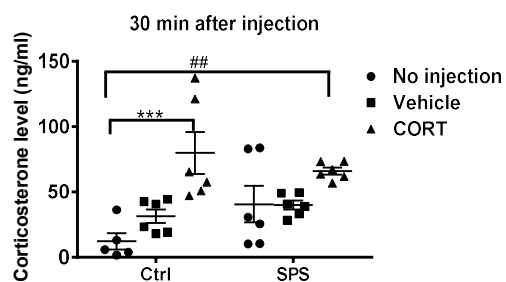 30 min after injection
Corticosterone level (ng/ml)
150
100
50
0
##
***
No injection
Vehicle
CORT
Ctrl
SPS